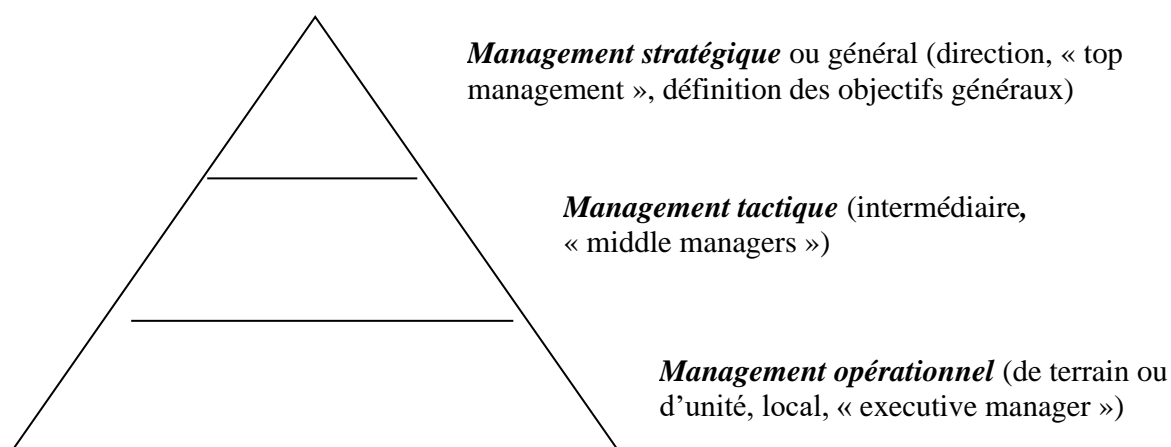 Management stratégique ou général (direction, « top
management », définition des objectifs généraux)
Management tactique (intermédiaire,
« middle managers »)
Management opérationnel (de terrain ou
d’unité, local, « executive manager »)